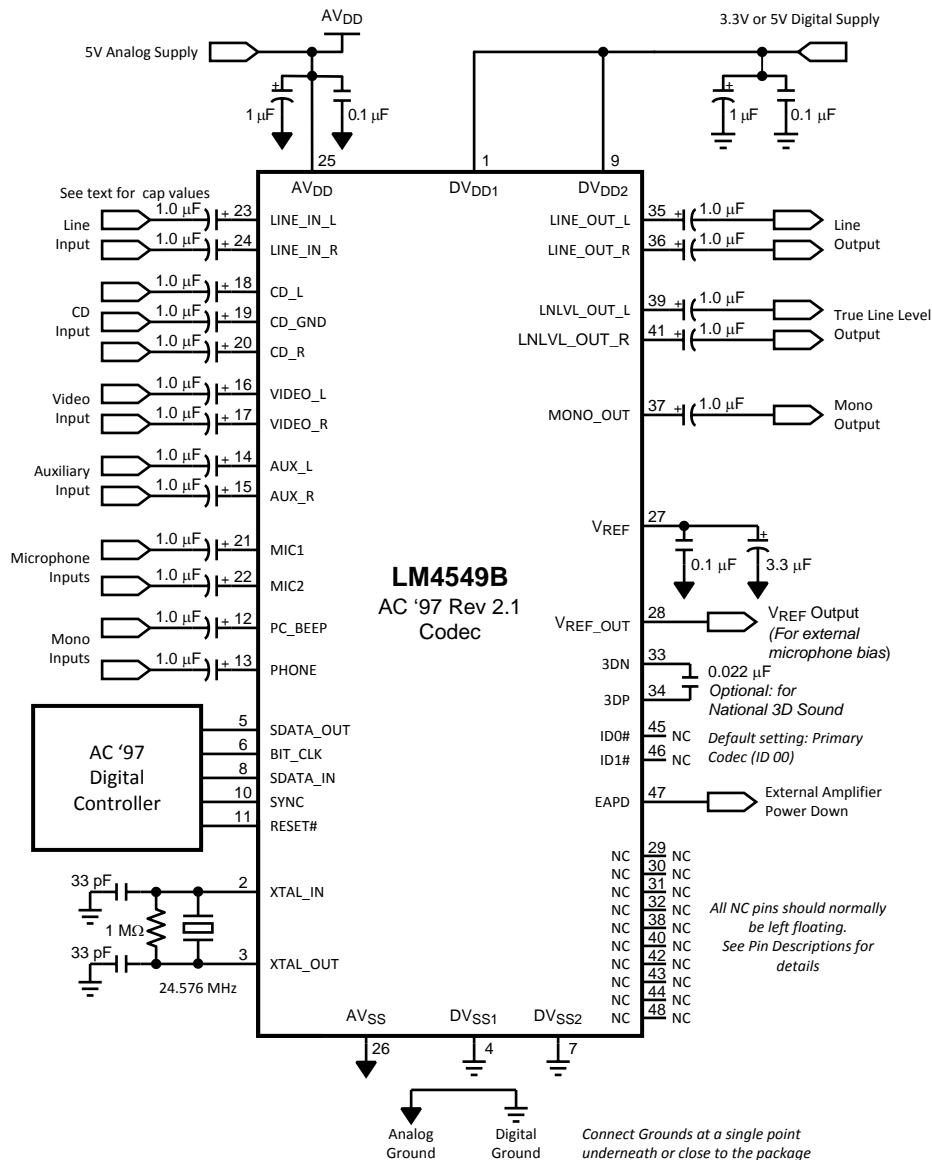 AVDD
5V Analog Supply
3.3V or 5V Digital Supply
+
1 μF
0.1 μF
+
1 μF
0.1 μF
25
1
9
AVDD
DVDD1
DVDD2
See text for cap values
Line
Input
1.0 μF + 23 LINE_IN_L
1.0 μF + 24 LINE_IN_R
CD
Input
1.0 μF + 18 CD_L
1.0 μF + 19 CD_GND
1.0 μF + 20 CD_R
Video
Input
1.0 μF + 16 VIDEO_L
1.0 μF + 17 VIDEO_R
Auxiliary
Input
1.0 μF + 14 AUX_L
1.0 μF + 15 AUX_R
Microphone
Inputs
1.0 μF + 21 MIC1
1.0 μF + 22 MIC2
Mono
Inputs
1.0 μF + 12 PC_BEEP
1.0 μF + 13 PHONE
AC ‘97
Digital
Controller
5 SDATA_OUT
6 BIT_CLK
8 SDATA_IN
10 SYNC
11 RESET#
33 pF
2 XTAL_IN
1 MΩ
33 pF
3 XTAL_OUT
24.576 MHz
LM4549B
AC ‘97 Rev 2.1
Codec
LINE_OUT_L 35 + 1.0 μF
LINE_OUT_R 36 + 1.0 μF
Line
Output
LNLVL_OUT_L 39 + 1.0 μF
LNLVL_OUT_R 41 + 1.0 μF
True Line Level
Output
MONO_OUT 37 + 1.0 μF
Mono
Output
VREF 27
+
0.1 μF
3.3 μF
VREF_OUT 28
VREF Output
(For external
microphone bias)
3DN 33
3DP 34
0.022 μF
Optional: for
National 3D Sound
ID0# 45 NC
ID1# 46 NC
Default setting: Primary
Codec (ID 00)
EAPD 47
External Amplifier
Power Down
NC 29 NC
NC 30 NC
NC 31 NC
NC 32 NC
NC 38 NC
NC 40 NC
NC 42 NC
NC 43 NC
NC 44 NC
NC 48 NC
All NC pins should normally
be left floating.
See Pin Descriptions for
details
AVSS
DVSS1
DVSS2
26
4
7
Analog
Ground
Digital
Ground
Connect Grounds at a single point
underneath or close to the package